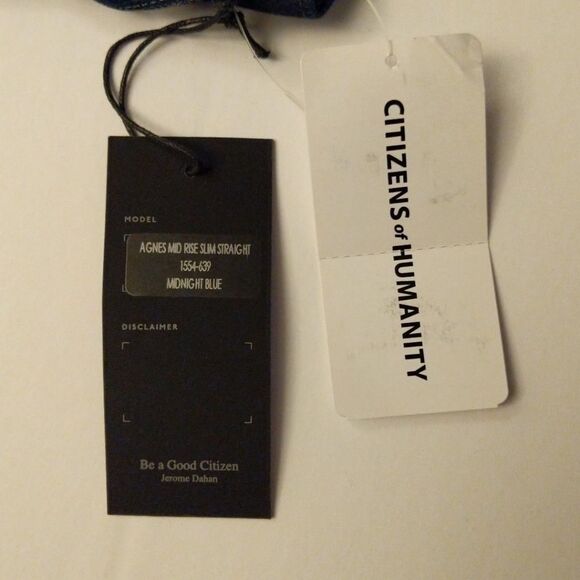 MODEL
AGNES MID RISE SLIM STRAIGHT
1554-639
MIDNIGHT BLUE
DISCLAIMER
Be a Good Citizen
Jerome Dahan
CITIZENS of HUMANITY